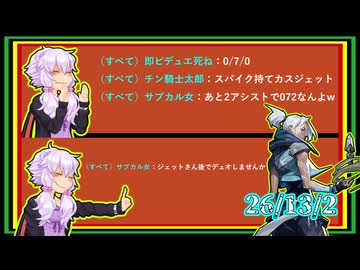 （すべて）即ピデュエ死ね：0/7/0
（すべて）チン騎士太郎：スパイク持てカスジェット
（すべて）サブカル女：あと2アシストで072なんよw
（すべて）サブカル女：ジェットさん後でデュオしませんか
26/13/2